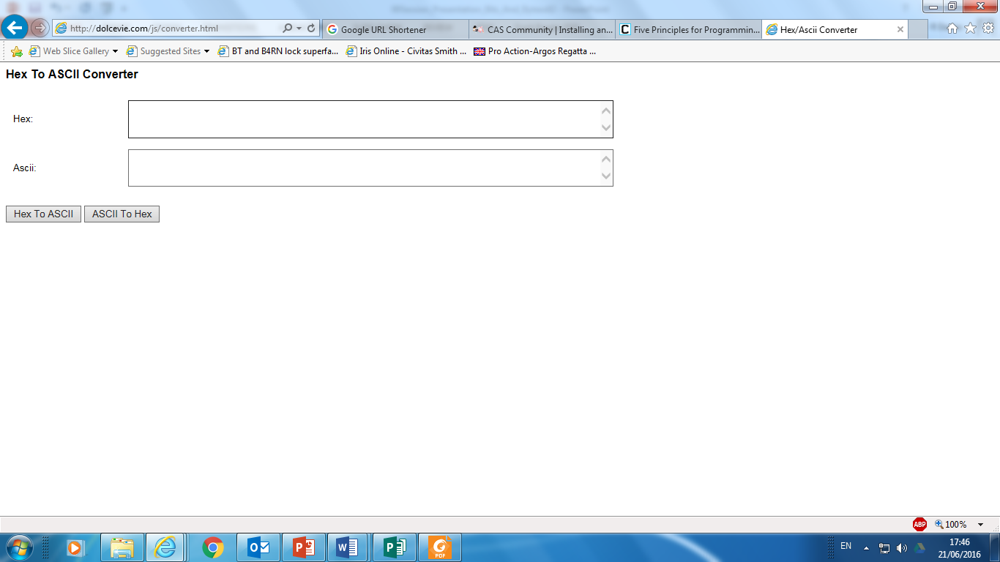 http://dolcevie.com/js/converter.html
Google URL Shortener
CAS Community | Installing an...
Five Principles for Programmin...
Hex/Ascii Converter
Web Slice Gallery
Suggested Sites
BT and B4RN lock superfa...
Iris Online - Civitas Smith ...
Pro Action-Argos Regatta ...
Hex To ASCII Converter
Hex:
Ascii:
Hex To ASCII
ASCII To Hex
ABP
100%
EN
17:46
21/06/2016
PDF